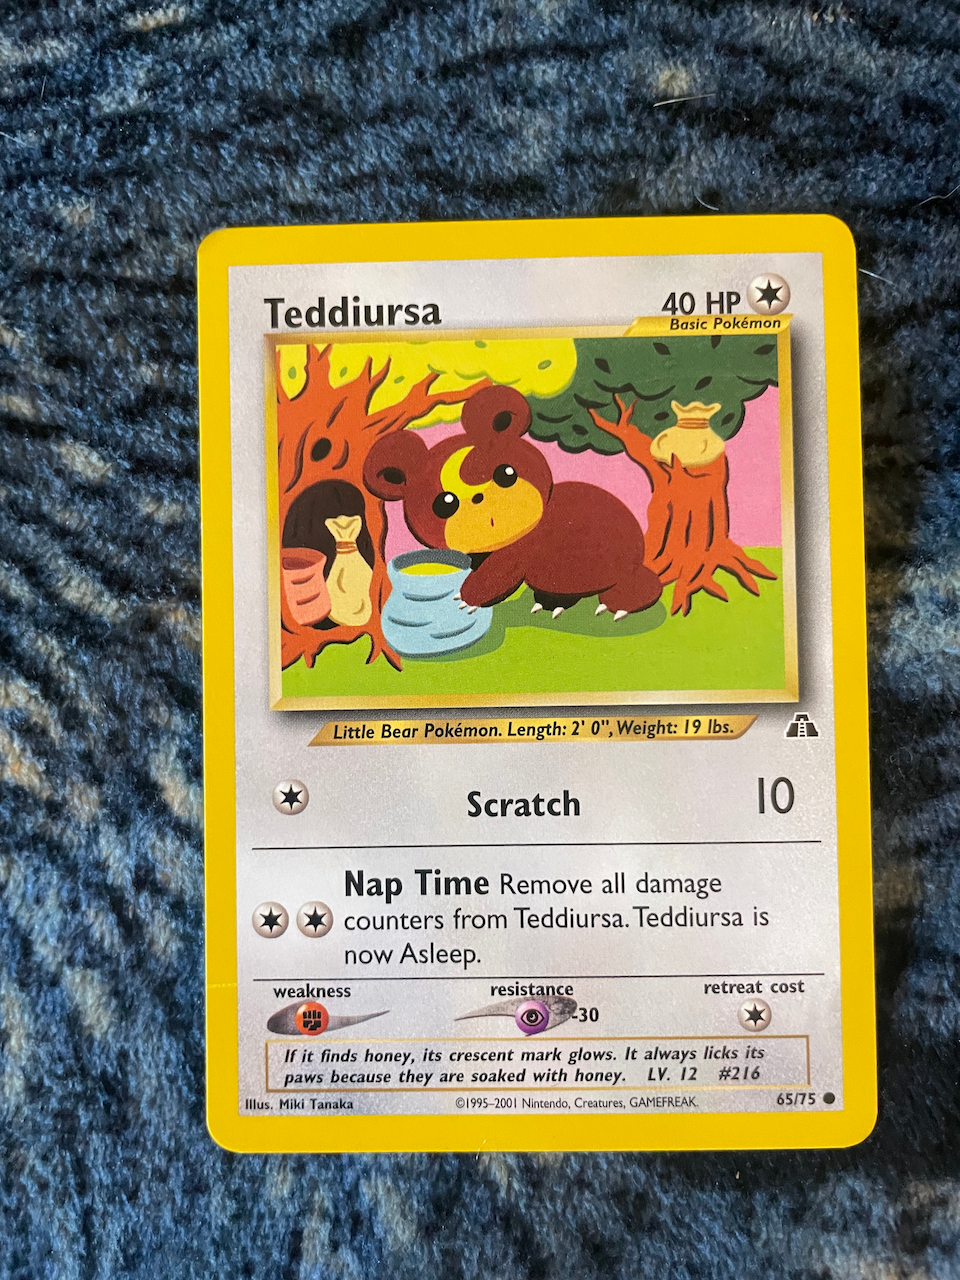 Teddiursa
40 HP
Basic Pokémon
Little Bear Pokémon. Length: 2' 0", Weight: 19 lbs.
Scratch 10
Nap Time Remove all damage
counters from Teddiursa. Teddiursa is
now Asleep.
weakness resistance retreat cost
-30
If it finds honey, its crescent mark glows. It always licks its
paws because they are soaked with honey. LV. 12 #216
Illus. Miki Tanaka ©1995–2001 Nintendo, Creatures, GAMEFREAK. 65/75